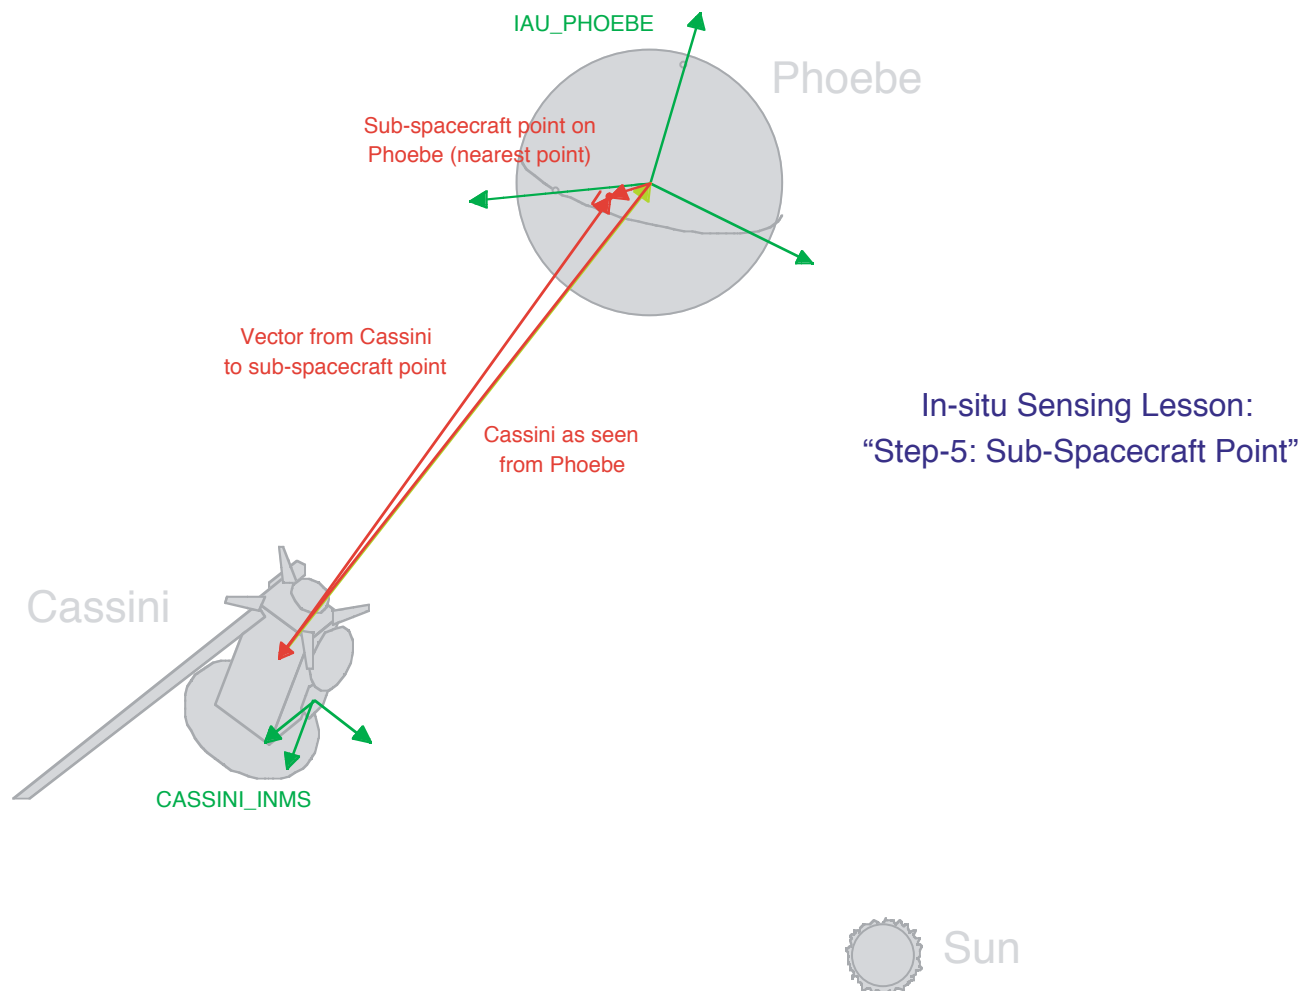 IAU_PHOEBE
Phoebe
Sub-spacecraft point on
Phoebe (nearest point)
Vector from Cassini
to sub-spacecraft point
Cassini as seen
from Phoebe
In-situ Sensing Lesson:
“Step-5: Sub-Spacecraft Point”
Cassini
CASSINI_INMS
Sun